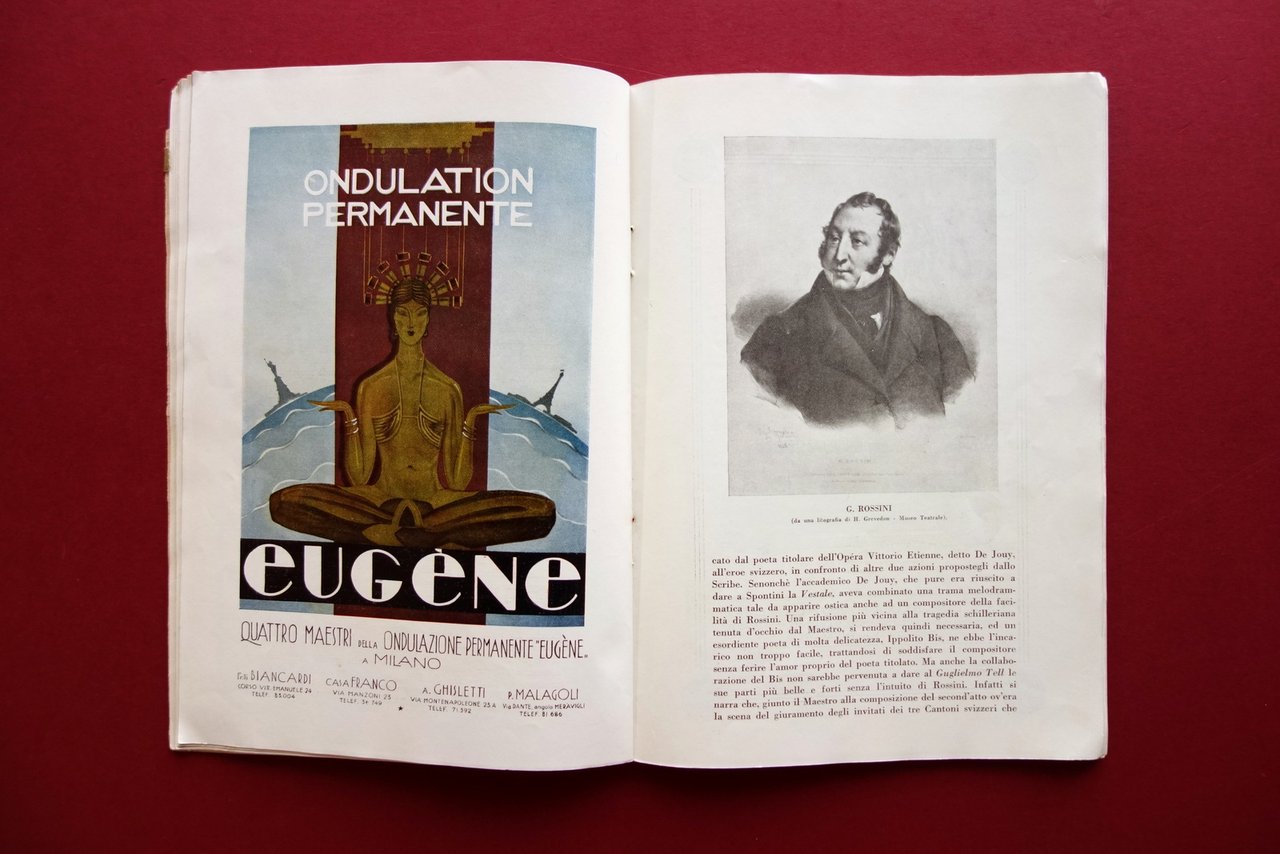 ONDULATION
PERMANENTE
EUGÈNE
QUATTRO MAESTRI DELLA ONDULAZIONE PERMANENTE "EUGÈNE"
A MILANO
F.lli BIANCARDI
CORSO VITT. EMANUELE 24
TELEF. 83004
CASA FRANCO
VIA MANZONI 23
TELEF. 36 749
A. GHISLETTI
VIA MONTENAPOLEONE 25 A
TELEF. 71 392
P. MALAGOLI
Via DANTE, angolo MERAVIGLI
TELEF. 81 686
G. ROSSINI
(da una litografia di H. Grevedon - Museo Teatrale).
cato dal poeta titolare dell'Opéra Vittorio Etienne, detto De Jouy,
all'eroe svizzero, in confronto di altre due azioni propostegli dallo
Scribe. Senonchè l'accademico De Jouy, che pure era riuscito a
dare a Spontini la Vestale, aveva combinato una trama melodram-
matica tale da apparire ostica anche ad un compositore della faci-
lità di Rossini. Una rifusione più vicina alla tragedia schilleriana
tenuta d'occhio dal Maestro, si rendeva quindi necessaria, ed un
esordiente poeta di molta delicatezza, Ippolito Bis, ne ebbe l'inca-
rico non troppo facile, trattandosi di soddisfare il compositore
senza ferire l'amor proprio del poeta titolato. Ma anche la collabo-
razione del Bis non sarebbe pervenuta a dare al Guglielmo Tell le
sue parti più belle e forti senza l'intuito di Rossini. Infatti si
narra che, giunto il Maestro alla composizione del second'atto ov'era
la scena del giuramento degli invitati dei tre Cantoni svizzeri che